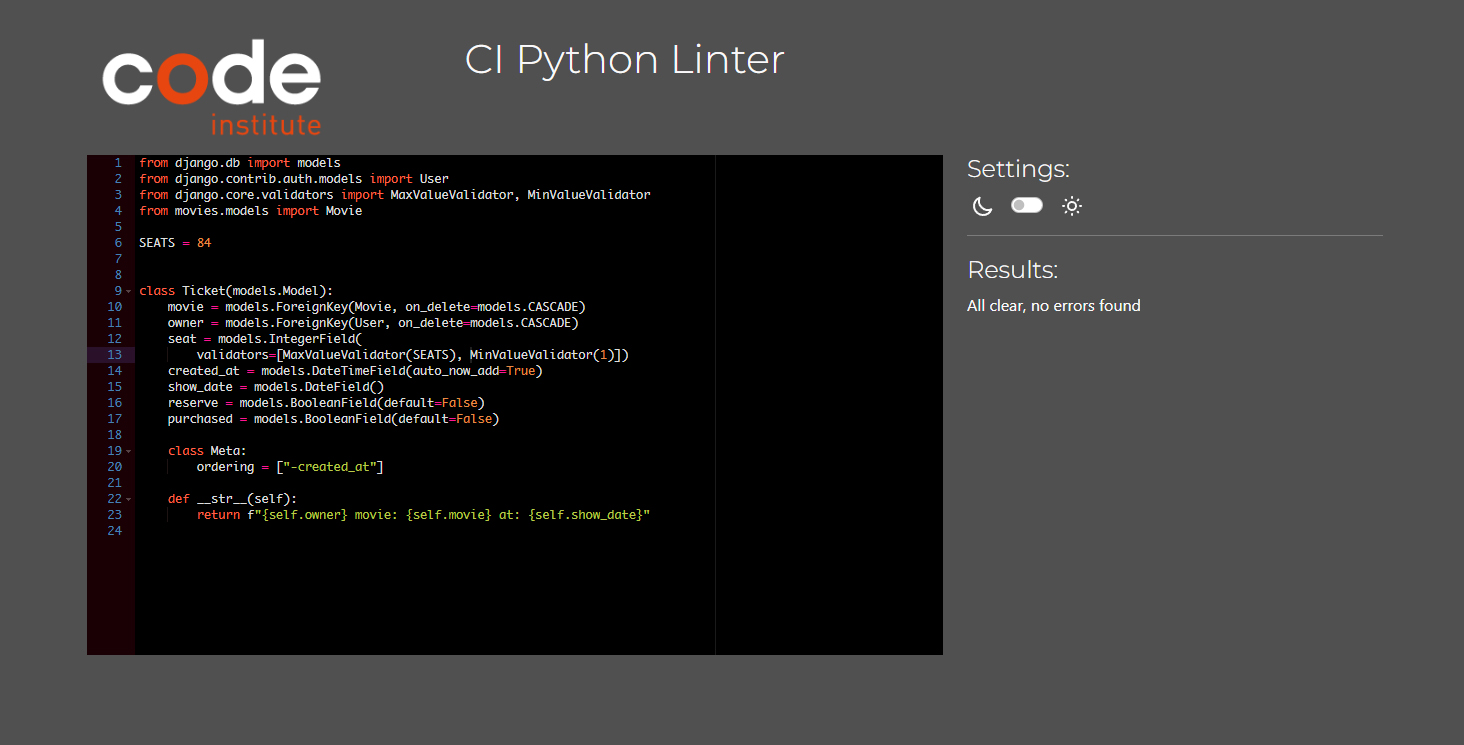 code
institute
CI Python Linter
1 from django.db import models
2 from django.contrib.auth.models import User
3 from django.core.validators import MaxValueValidator, MinValueValidator
4 from movies.models import Movie
5
6 SEATS = 84
7
8
9 class Ticket(models.Model):
10     movie = models.ForeignKey(Movie, on_delete=models.CASCADE)
11     owner = models.ForeignKey(User, on_delete=models.CASCADE)
12     seat = models.IntegerField(
13         validators=[MaxValueValidator(SEATS), MinValueValidator(1)])
14     created_at = models.DateTimeField(auto_now_add=True)
15     show_date = models.DateField()
16     reserve = models.BooleanField(default=False)
17     purchased = models.BooleanField(default=False)
18
19     class Meta:
20         ordering = ["-created_at"]
21
22     def __str__(self):
23         return f"{self.owner} movie: {self.movie} at: {self.show_date}"
24
Settings:
Results:
All clear, no errors found